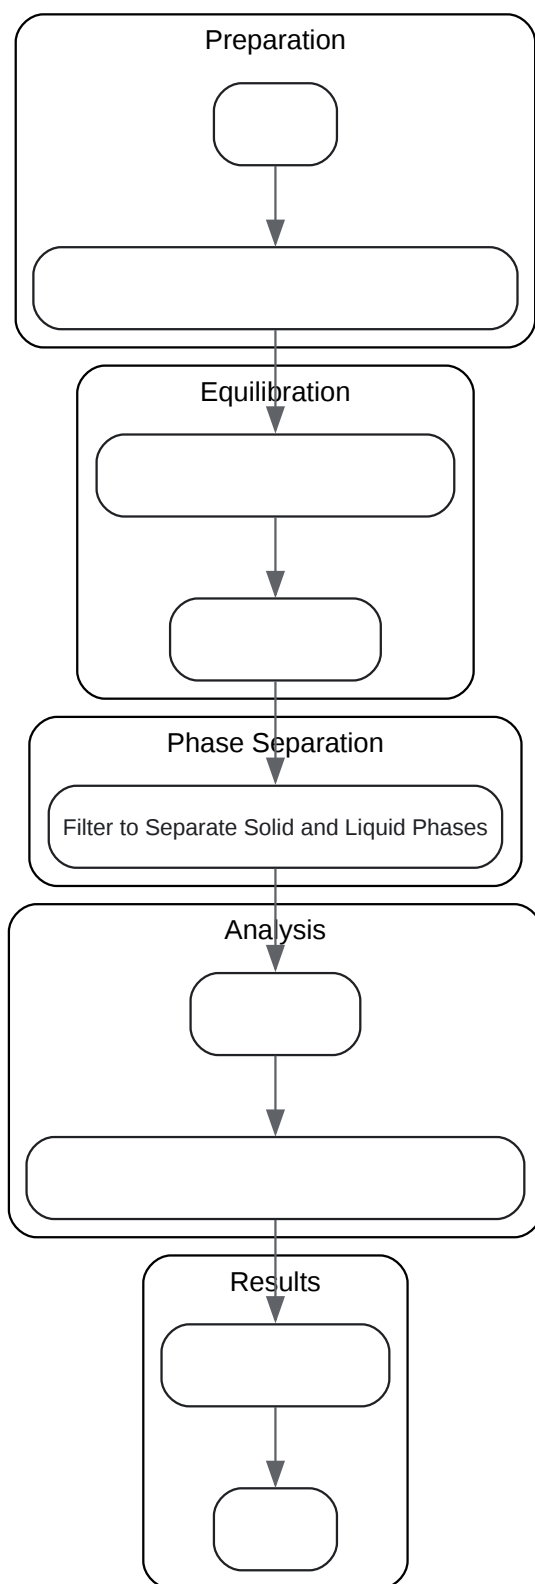 Preparation
Equilibration
Phase Separation
Filter to Separate Solid and Liquid Phases
Analysis
Results